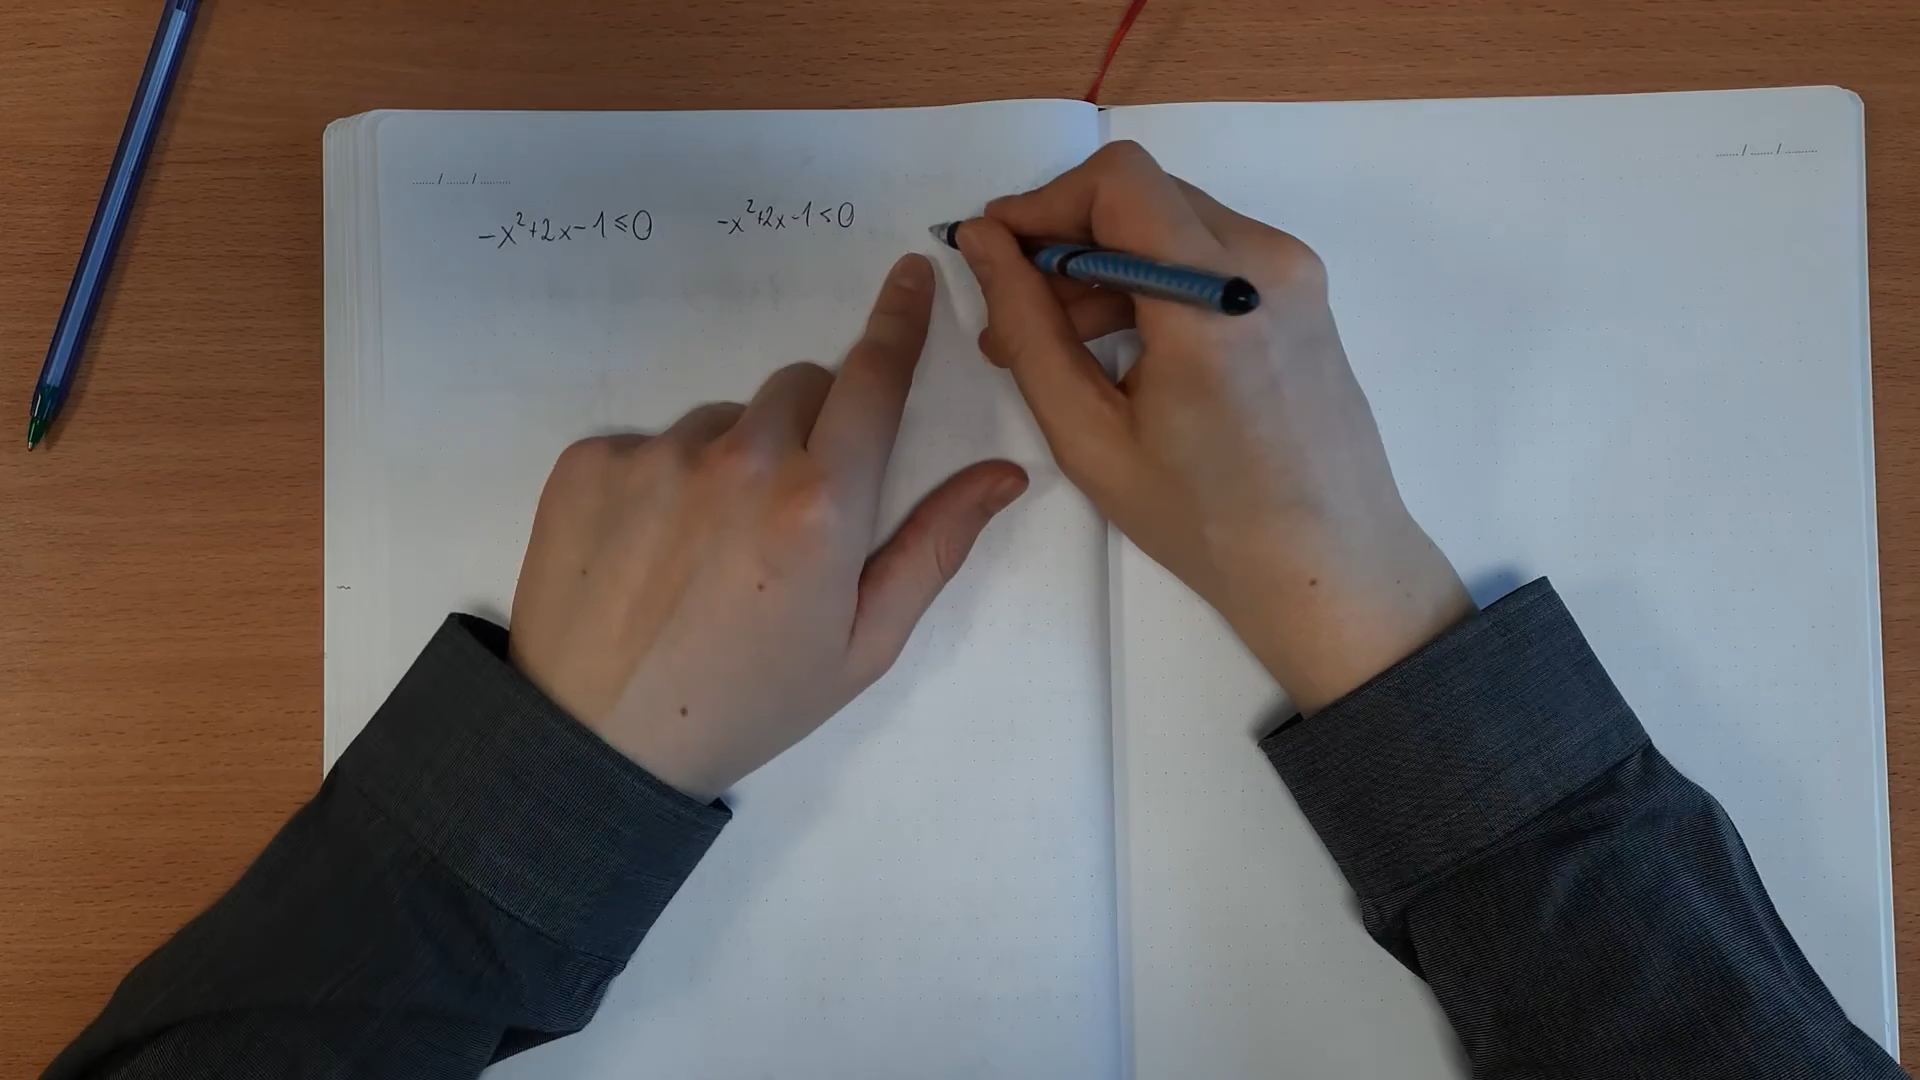 ...... / ...... / .........
...... / ...... / .........
-x²+2x-1≤0 -x²+2x-1<0